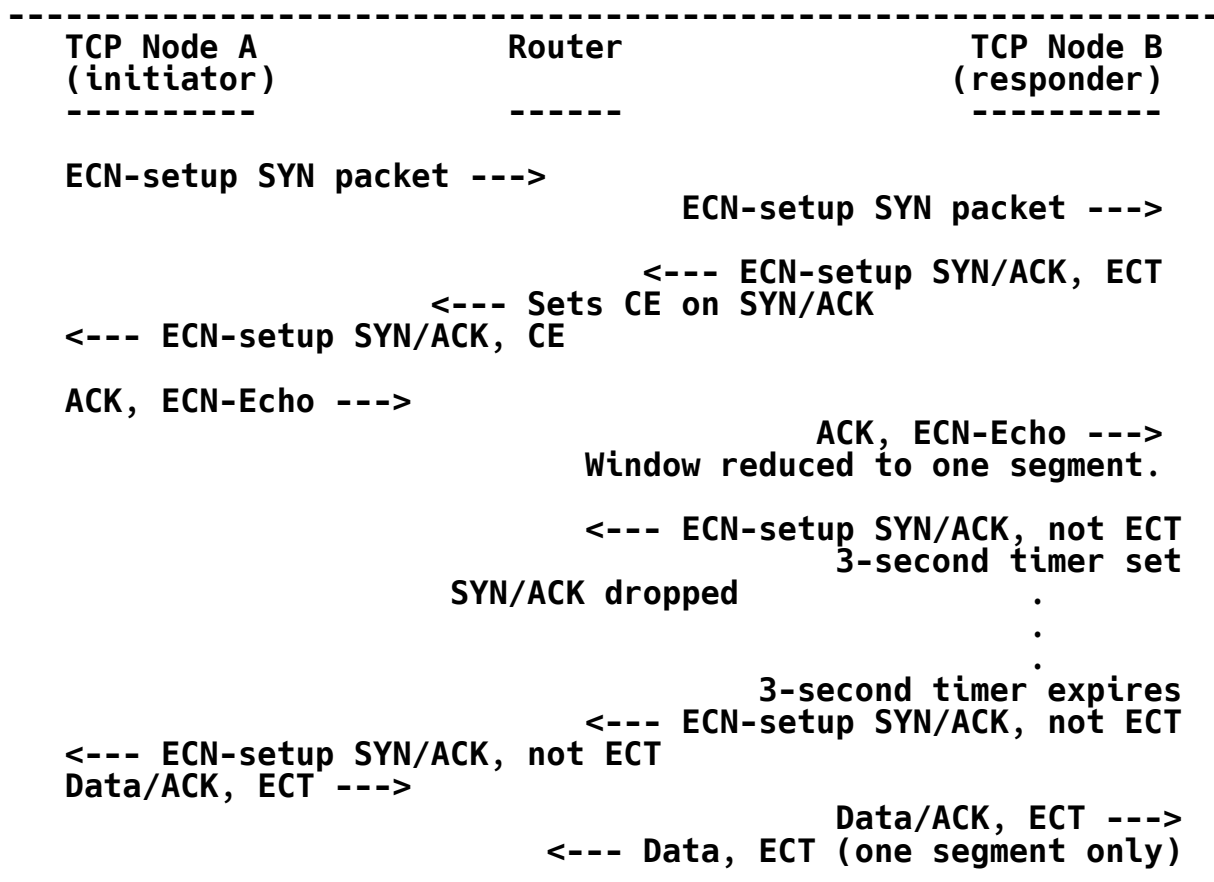 ---------------------------------------------------------------
   TCP Node A             Router                  TCP Node B
   (initiator)                                   (responder)
   ----------             ------                  ----------

   ECN-setup SYN packet --->
                                   ECN-setup SYN packet --->

                                 <--- ECN-setup SYN/ACK, ECT
                      <--- Sets CE on SYN/ACK
   <--- ECN-setup SYN/ACK, CE

   ACK, ECN-Echo --->
                                          ACK, ECN-Echo --->
                              Window reduced to one segment.

                              <--- ECN-setup SYN/ACK, not ECT
                                           3-second timer set
                       SYN/ACK dropped               .
                                                     .
                                                     .
                                       3-second timer expires
                              <--- ECN-setup SYN/ACK, not ECT
   <--- ECN-setup SYN/ACK, not ECT
   Data/ACK, ECT --->
                                           Data/ACK, ECT --->
                            <--- Data, ECT (one segment only)